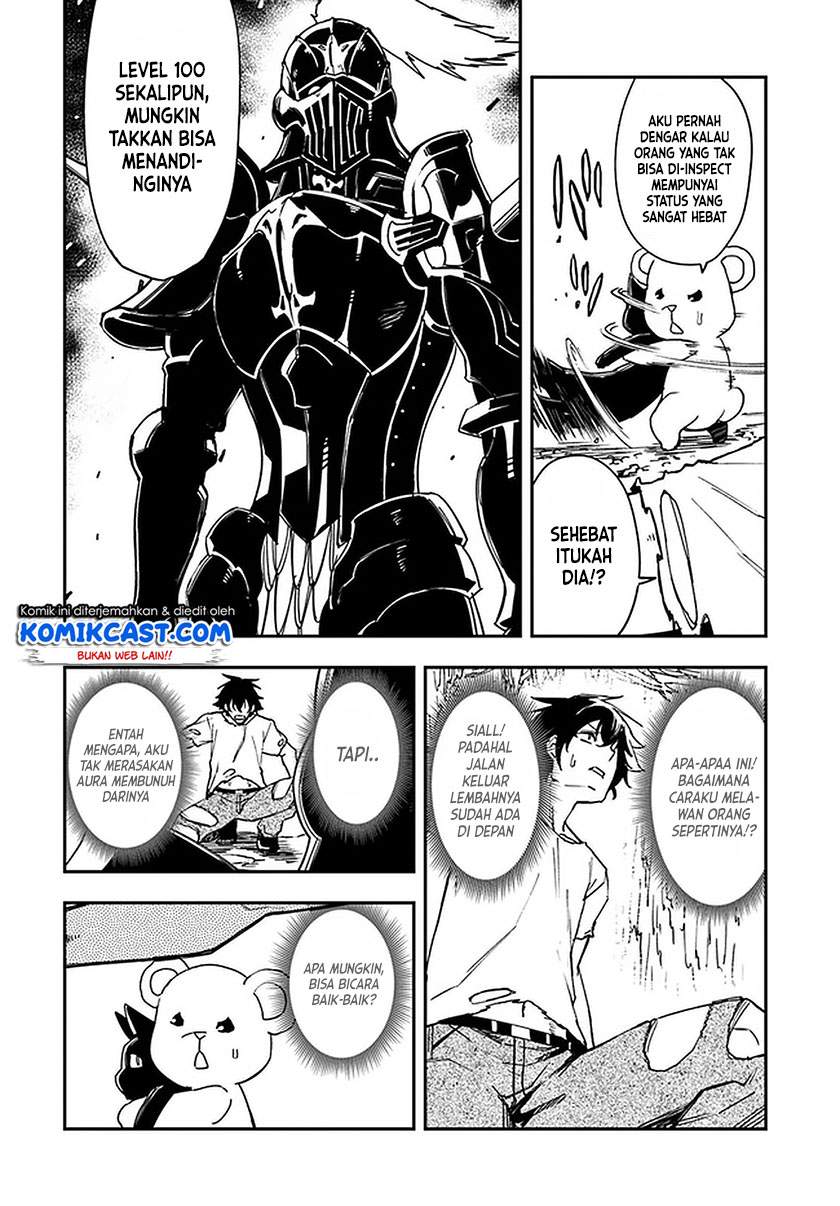 AKU PERNAH
DENGAR KALAU
ORANG YANG TAK
BISA DI-INSPECT
MEMPUNYAI
STATUS YANG
SANGAT HEBAT
SEHEBAT
ITUKAH
DIA!?
LEVEL 100
SEKALIPUN,
MUNGKIN
TAKKAN BISA
MENANDI-
NGINYA
Komik ini diterjemahkan & diedit oleh
KOMIKCAST.COM
BUKAN WEB LAIN!!
APA-APAA INI!
BAGAIMANA
CARAKU MELA-
WAN ORANG
SEPERTINYA!?
SIALL!
PADAHAL
JALAN
KELUAR
LEMBAHNYA
SUDAH ADA
DI DEPAN
TAPI..
ENTAH
MENGAPA, AKU
TAK MERASAKAN
AURA MEMBUNUH
DARINYA
APA MUNGKIN,
BISA BICARA
BAIK-BAIK?